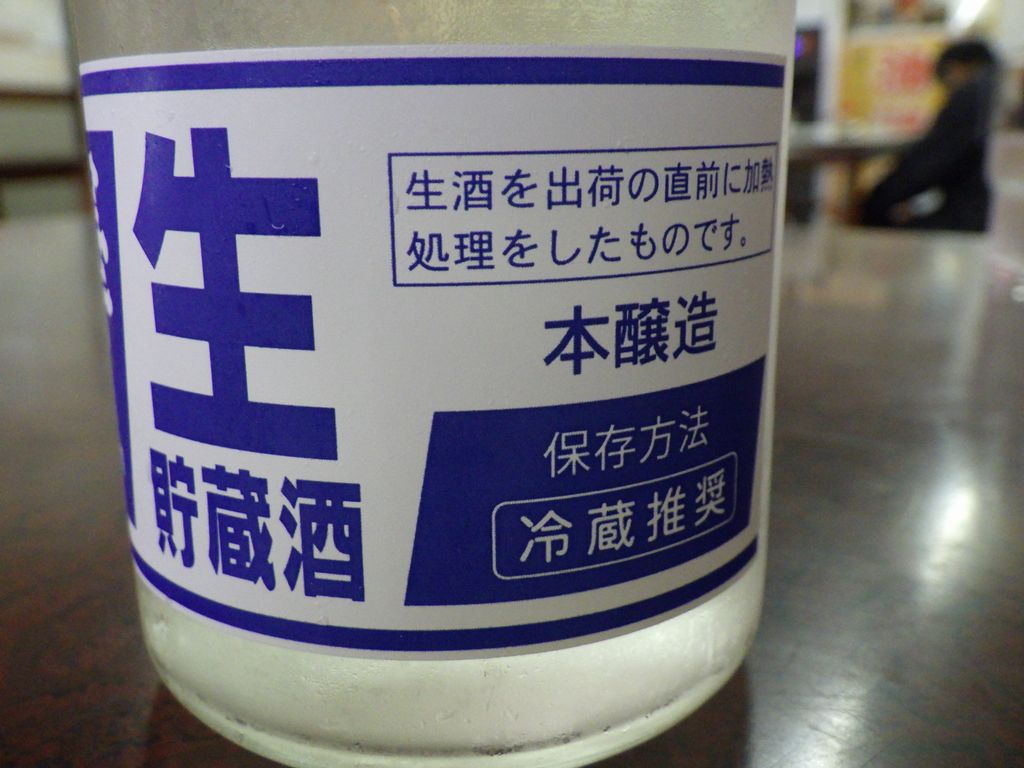 生
貯蔵酒
生酒を出荷の直前に加熱
処理をしたものです。
本醸造
保存方法
冷蔵推奨